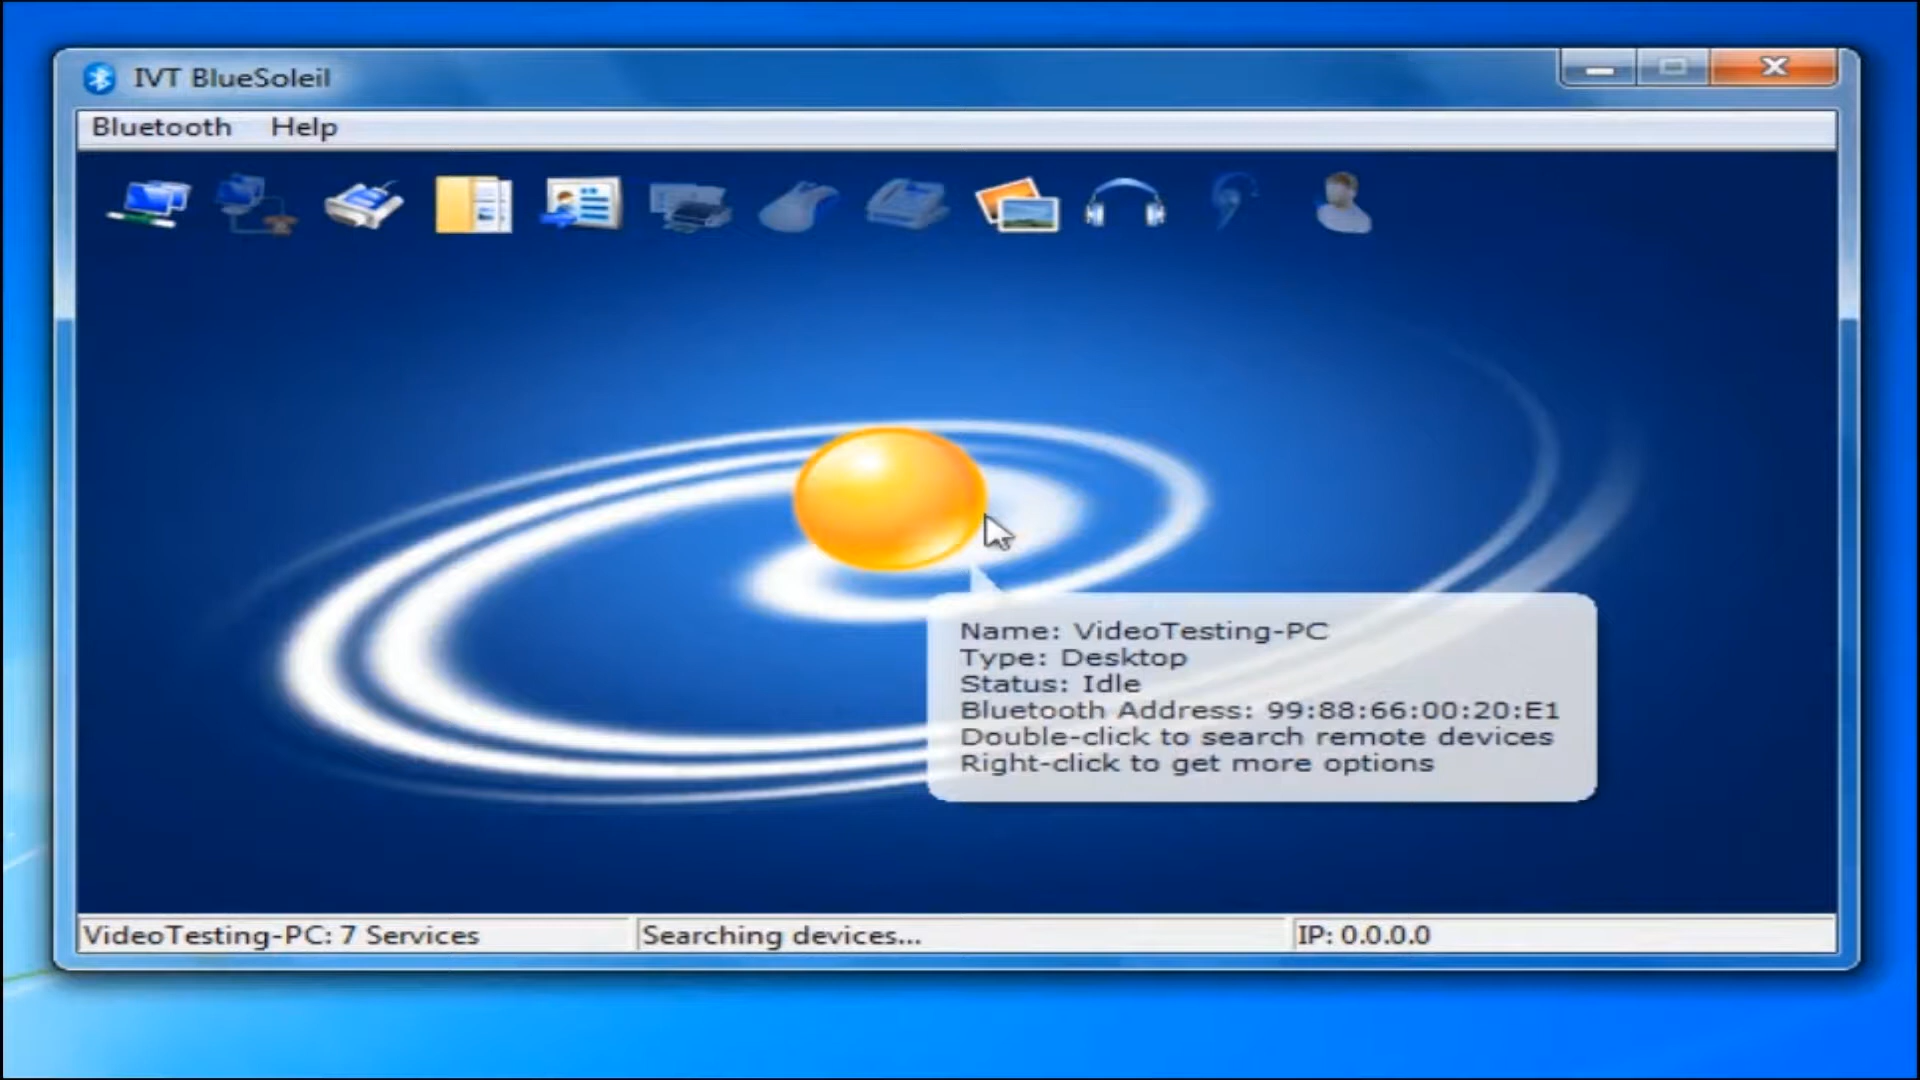 IVT BlueSoleil
Bluetooth Help
Name: VideoTesting-PC
Type: Desktop
Status: Idle
Bluetooth Address: 99:88:66:00:20:E1
Double-click to search remote devices
Right-click to get more options
VideoTesting-PC: 7 Services Searching devices... IP: 0.0.0.0